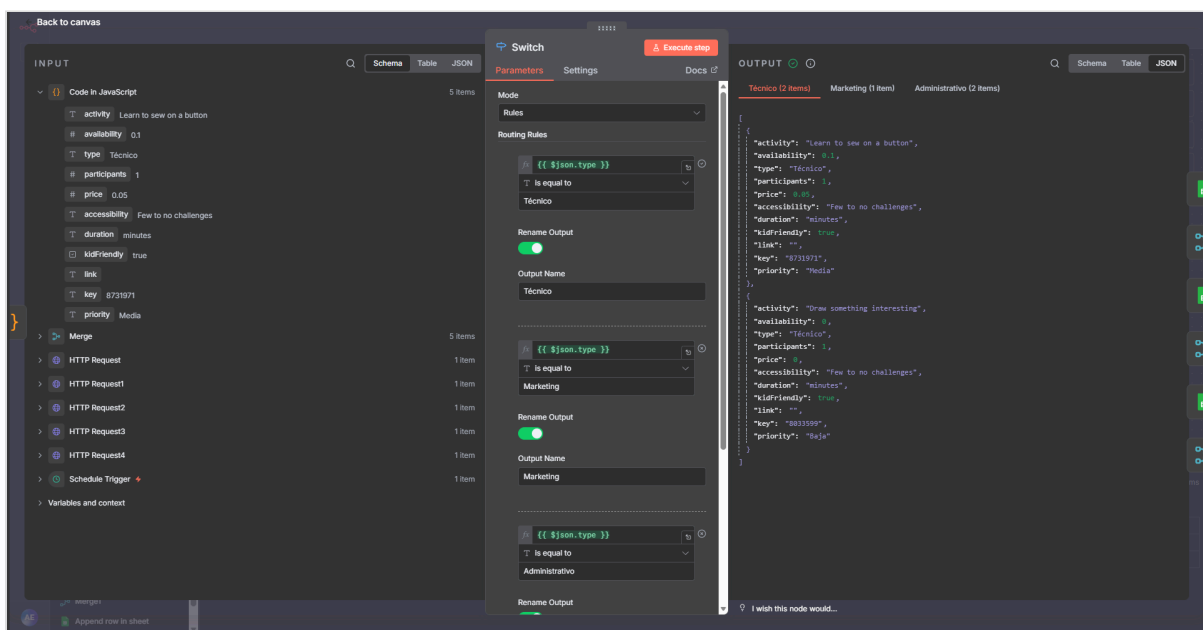 Back to canvas
INPUT
Schema Table JSON
Code in JavaScript 5 items
T activity Learn to sew on a button
# availability 0.1
T type Técnico
# participants 1
# price 0.05
T accessibility Few to no challenges
T duration minutes
kidFriendly true
T link
T key 8731971
T priority Media
Merge 5 items
HTTP Request 1 item
HTTP Request1 1 item
HTTP Request2 1 item
HTTP Request3 1 item
HTTP Request4 1 item
Schedule Trigger 1 item
Variables and context
Merge1
Append row in sheet
Switch
Execute step
Parameters Settings Docs
Mode
Rules
Routing Rules
fx {{ $json.type }}
T is equal to
Técnico
Rename Output
Output Name
Técnico
fx {{ $json.type }}
T is equal to
Marketing
Rename Output
Output Name
Marketing
fx {{ $json.type }}
T is equal to
Administrativo
Rename Output
OUTPUT
Schema Table JSON
Técnico (2 items) Marketing (1 item) Administrativo (2 items)
[
{
"activity": "Learn to sew on a button",
"availability": 0.1,
"type": "Técnico",
"participants": 1,
"price": 0.05,
"accessibility": "Few to no challenges",
"duration": "minutes",
"kidFriendly": true,
"link": "",
"key": "8731971",
"priority": "Media"
},
{
"activity": "Draw something interesting",
"availability": 0,
"type": "Técnico",
"participants": 1,
"price": 0,
"accessibility": "Few to no challenges",
"duration": "minutes",
"kidFriendly": true,
"link": "",
"key": "8033599",
"priority": "Baja"
}
]
I wish this node would...